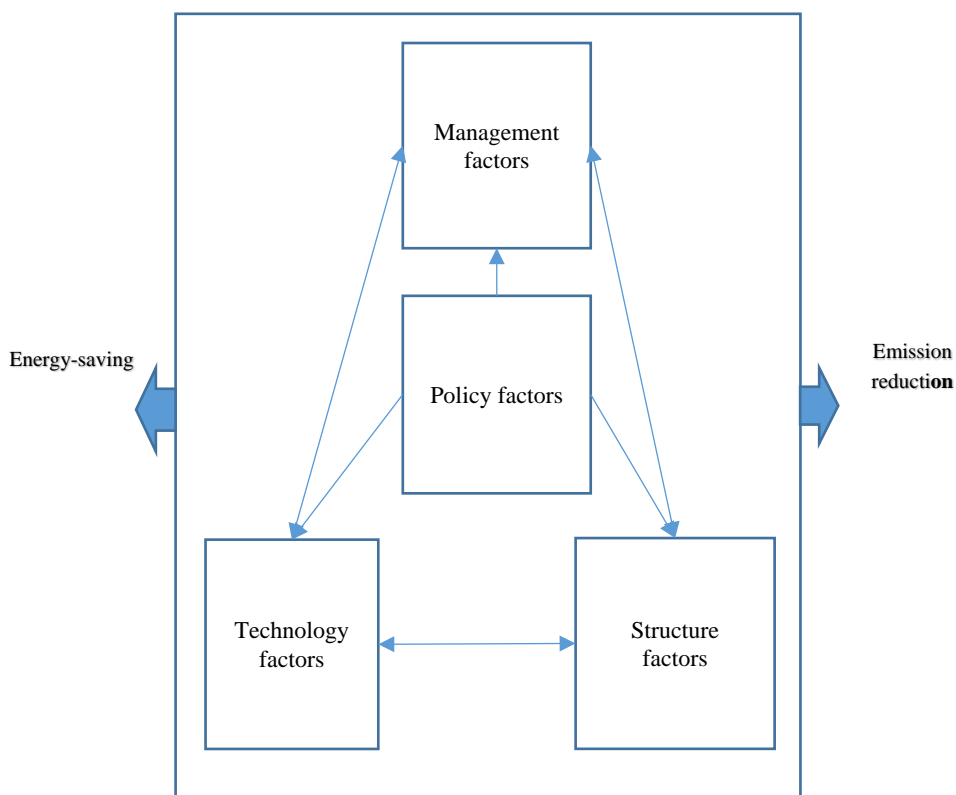 Management
factors
Energy-saving
Emission
reduction
Policy factors
Technology
factors
Structure
factors